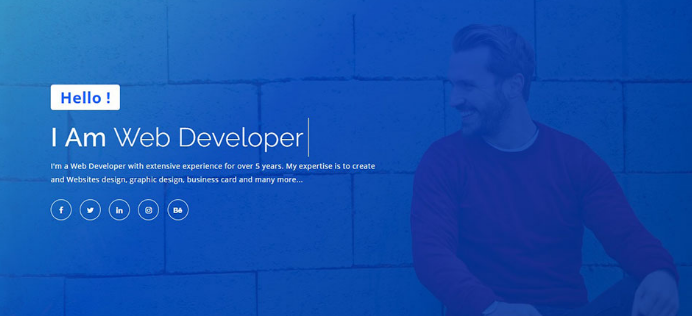 Hello !
I Am Web Developer
I'm a Web Developer with extensive experience for over 5 years. My expertise is to create
and Websites design, graphic design, business card and many more...
Bē